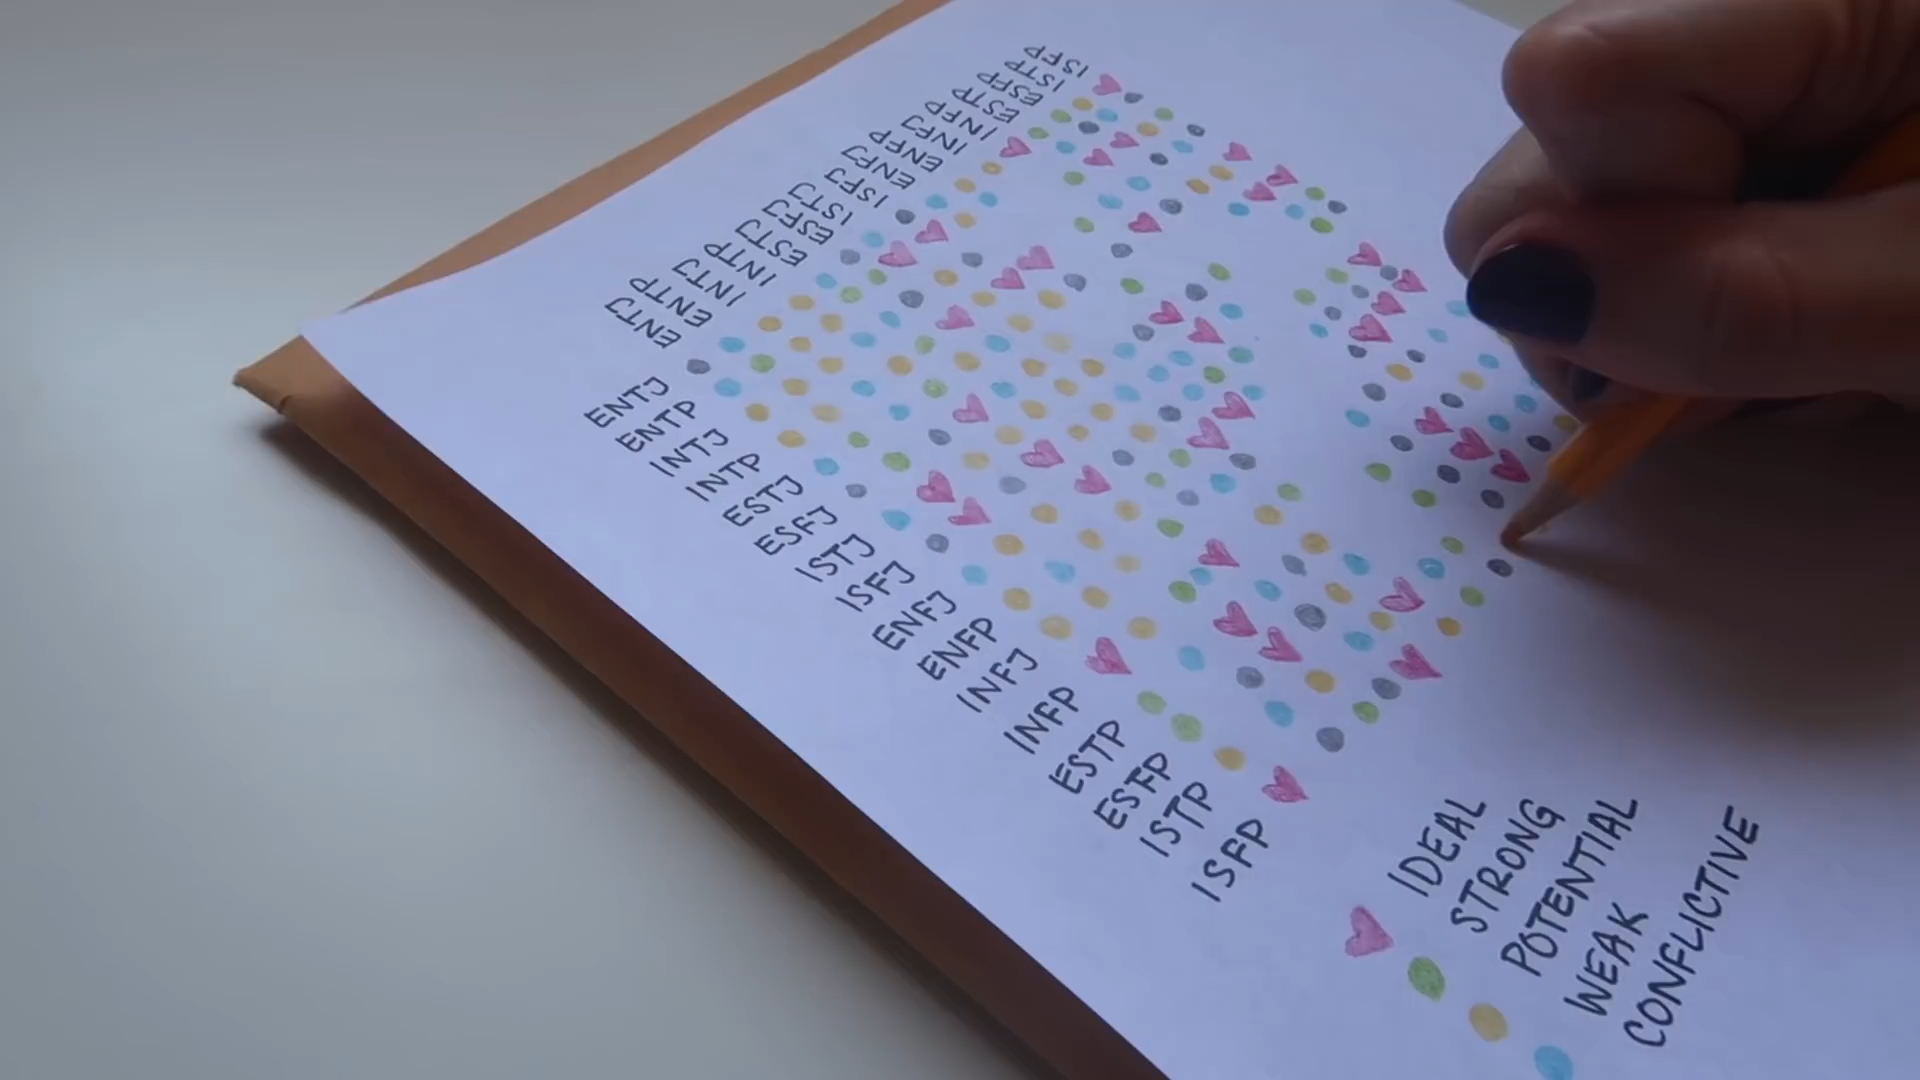 ISFP
ISTP
ESFP
ESTP
INFP
INFJ
ENFP
ENFJ
ISFJ
ISTJ
ESFJ
ESTJ
INTP
INTJ
ENTP
ENTJ
ENTJ
ENTP
INTJ
INTP
ESTJ
ESFJ
ISTJ
ISFJ
ENFJ
ENFP
INFJ
INFP
ESTP
ESFP
ISTP
ISFP
IDEAL
STRONG
POTENTIAL
WEAK
CONFLICTIVE